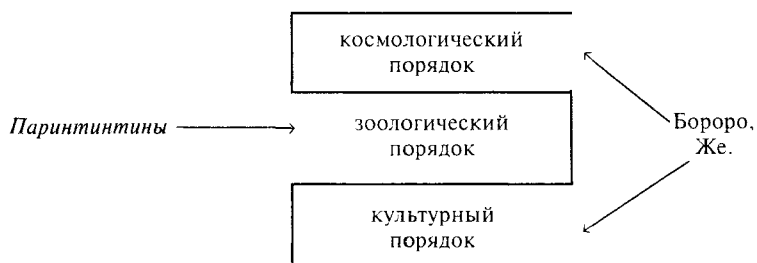 космологический
порядок
Паринтинтины
зоологический
порядок
Бороро,
Же.
культурный
порядок